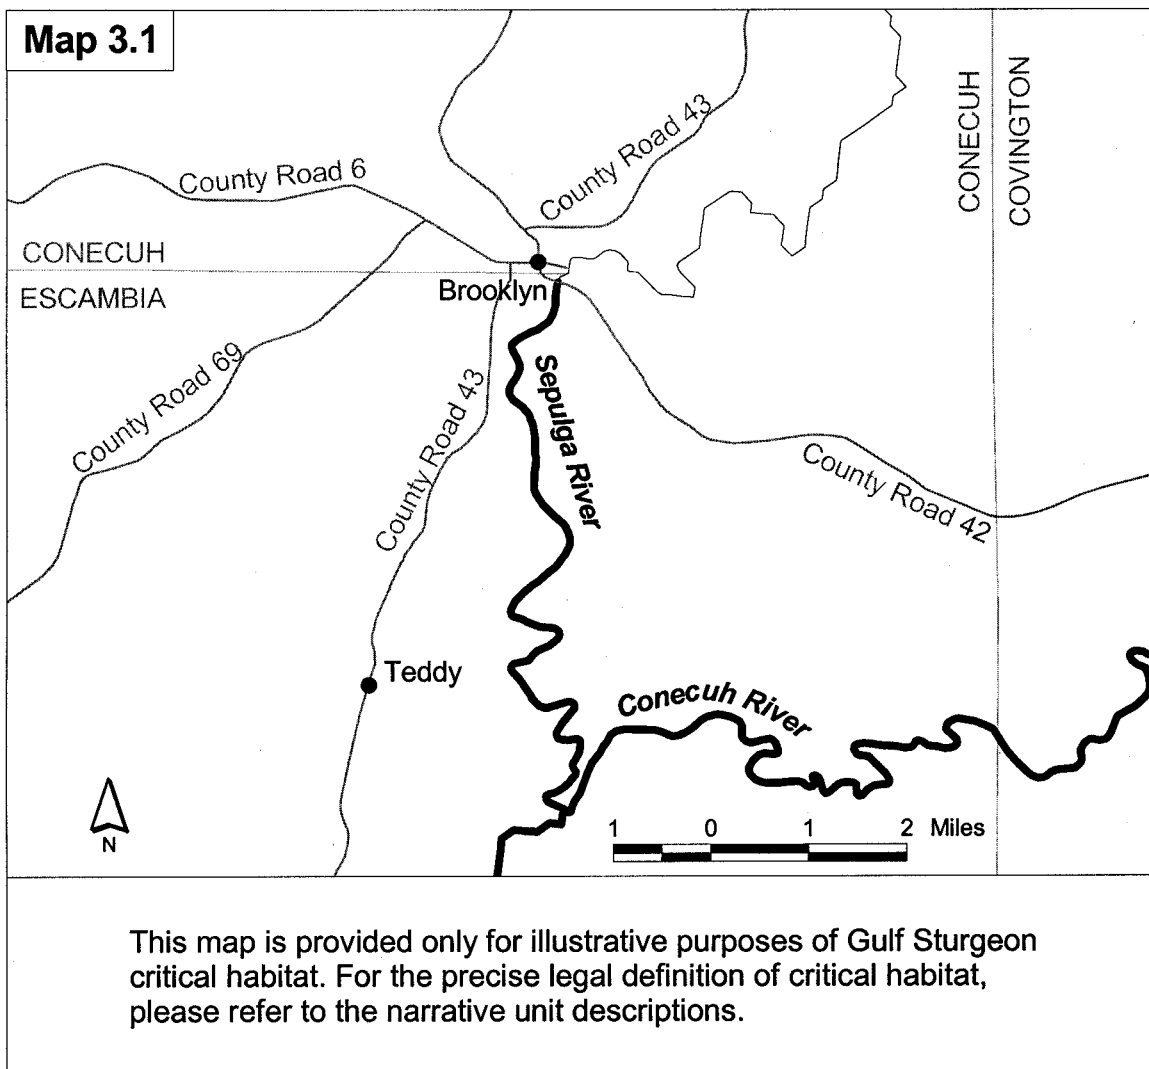 Map 3.1
CONECUH
COVINGTON
County Road 43
County Road 6
CONECUH
ESCAMBIA
Brooklyn
County Road 69
County Road 43
Sepulga River
County Road 42
Teddy
Conecuh River
N
1 0 1 2 Miles
This map is provided only for illustrative purposes of Gulf Sturgeon
critical habitat. For the precise legal definition of critical habitat,
please refer to the narrative unit descriptions.